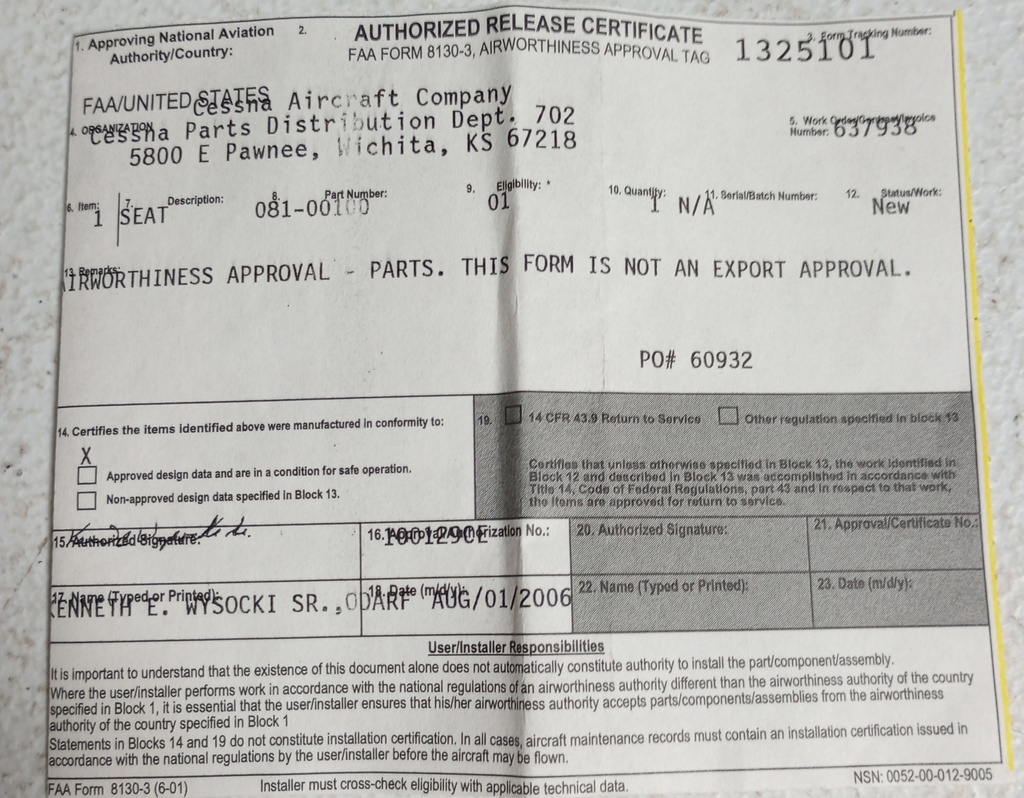 1. Approving National Aviation Authority/Country:
2.
AUTHORIZED RELEASE CERTIFICATE
FAA FORM 8130-3, AIRWORTHINESS APPROVAL TAG
3. Form Tracking Number:
1325101
FAA/UNITED STATES
Cessna Aircraft Company
4. ORGANIZATION
Cessna Parts Distribution Dept. 702
5800 E Pawnee, Wichita, KS 67218
5. Work Order/Contract/Invoice
Number: 637938
6. Item: 7. Description: 8. Part Number: 9. Eligibility: * 10. Quantity: 11. Serial/Batch Number: 12. Status/Work:
1 SEAT 081-00100 01 1 N/A New
13. Remarks:
IRWORTHINESS APPROVAL - PARTS. THIS FORM IS NOT AN EXPORT APPROVAL.
PO# 60932
14. Certifies the items identified above were manufactured in conformity to:
X
Approved design data and are in a condition for safe operation.
Non-approved design data specified in Block 13.
19. 14 CFR 43.9 Return to Service Other regulation specified in block 13
Certifies that unless otherwise specified in Block 13, the work identified in
Block 12 and described in Block 13 was accomplished in accordance with
Title 14, Code of Federal Regulations, part 43 and in respect to that work,
the items are approved for return to service.
15. Authorized Signature:
16. Approval/Authorization No.:
100129CE
20. Authorized Signature:
21. Approval/Certificate No.:
17. Name (Typed or Printed):
KENNETH E. WYSOCKI SR.,ODARF
18. Date (m/d/y):
AUG/01/2006
22. Name (Typed or Printed):
23. Date (m/d/y):
User/Installer Responsibilities
It is important to understand that the existence of this document alone does not automatically constitute authority to install the part/component/assembly.
Where the user/installer performs work in accordance with the national regulations of an airworthiness authority different than the airworthiness authority of the country
specified in Block 1, it is essential that the user/installer ensures that his/her airworthiness authority accepts parts/components/assemblies from the airworthiness
authority of the country specified in Block 1
Statements in Blocks 14 and 19 do not constitute installation certification. In all cases, aircraft maintenance records must contain an installation certification issued in
accordance with the national regulations by the user/installer before the aircraft may be flown.
FAA Form 8130-3 (6-01)
Installer must cross-check eligibility with applicable technical data.
NSN: 0052-00-012-9005